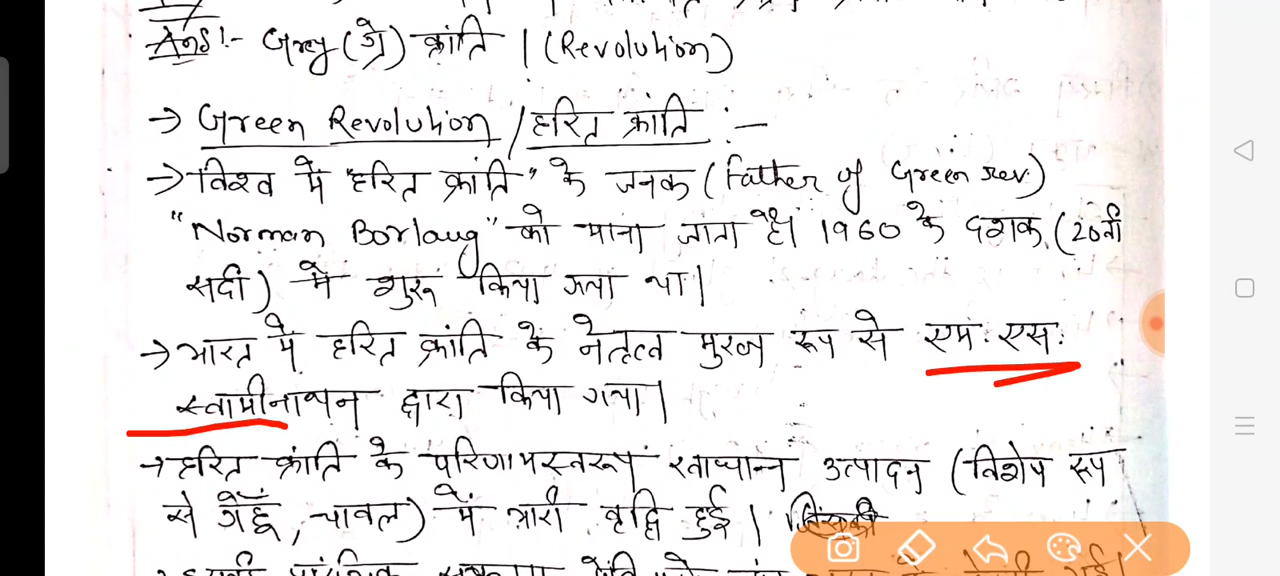 Ans :- Grey (ग्रे) क्रांति | (Revolution)
→ Green Revolution / हरित क्रांति :-
→ विश्व में "हरित क्रांति" के जनक (Father of Green rev.)
"Norman Borlaug" को माना जाता है। 1960 के दशक (20वी
सदी) में शुरू किया गया था।
→ भारत में हरित क्रांति के नेतृत्व मुख्य रूप से एम. एस.
स्वामीनाथन द्वारा किया गया।
→ हरित क्रांति के परिणामस्वरूप खाद्यान्न उत्पादन (विशेष रूप
से गेहूँ, चावल) में भारी वृद्धि हुई।